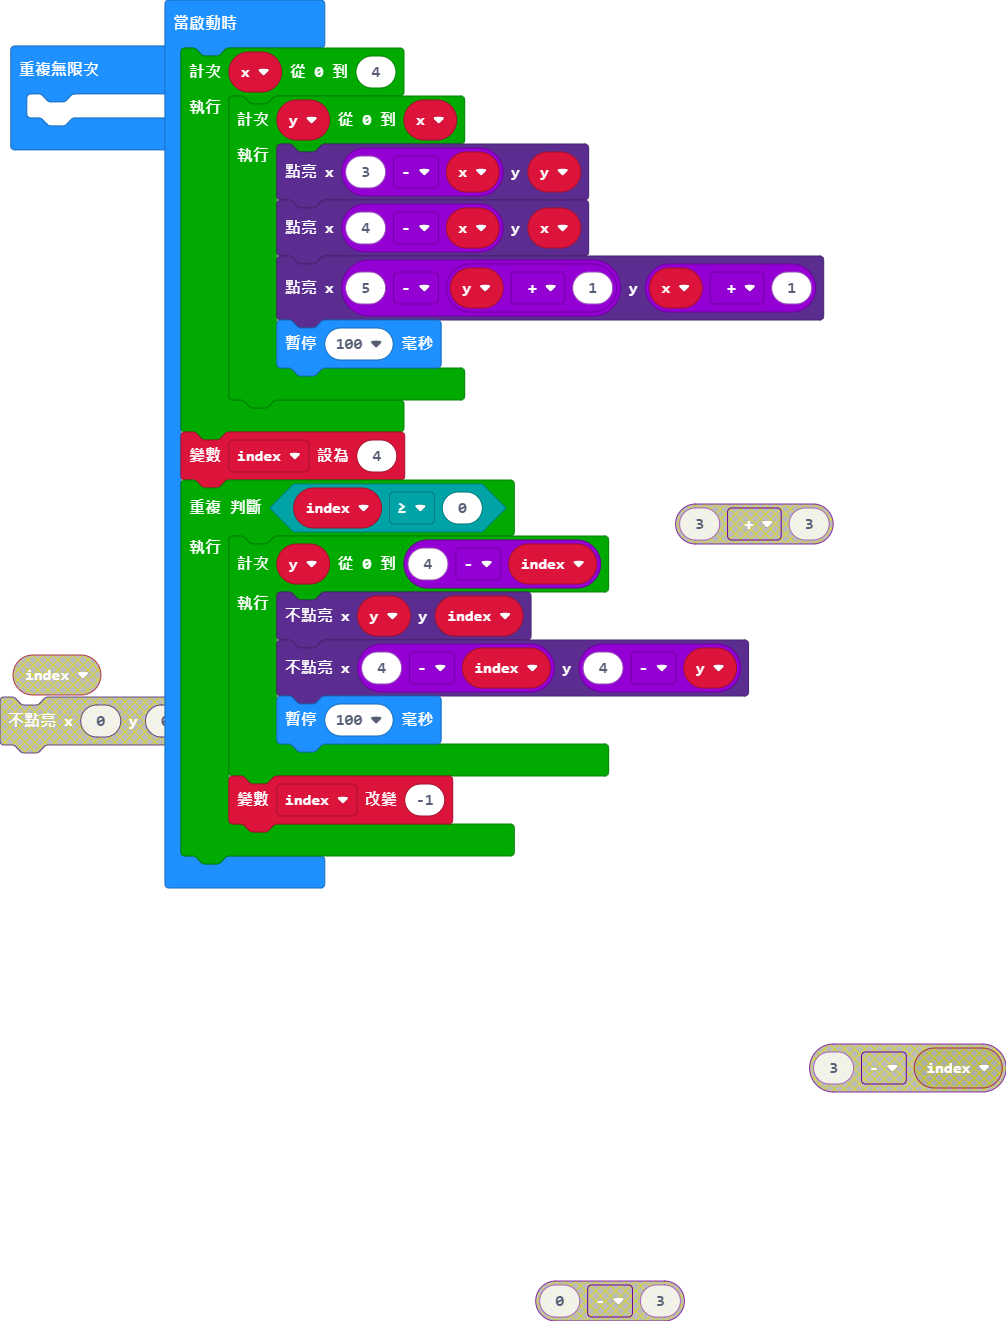 當啟動時
重複無限次
計次 x 從 0 到 4
執行
計次 y 從 0 到 x
執行
點亮 x 3 - x y y
點亮 x 4 - x y x
點亮 x 5 - y + 1 y x + 1
暫停 100 毫秒
變數 index 設為 4
重複 判斷 index ≥ 0
執行
計次 y 從 0 到 4 - index
執行
不點亮 x y y index
不點亮 x 4 - index y 4 - y
暫停 100 毫秒
變數 index 改變 -1
3 + 3
index
不點亮 x 0 y
3 - index
0 - 3